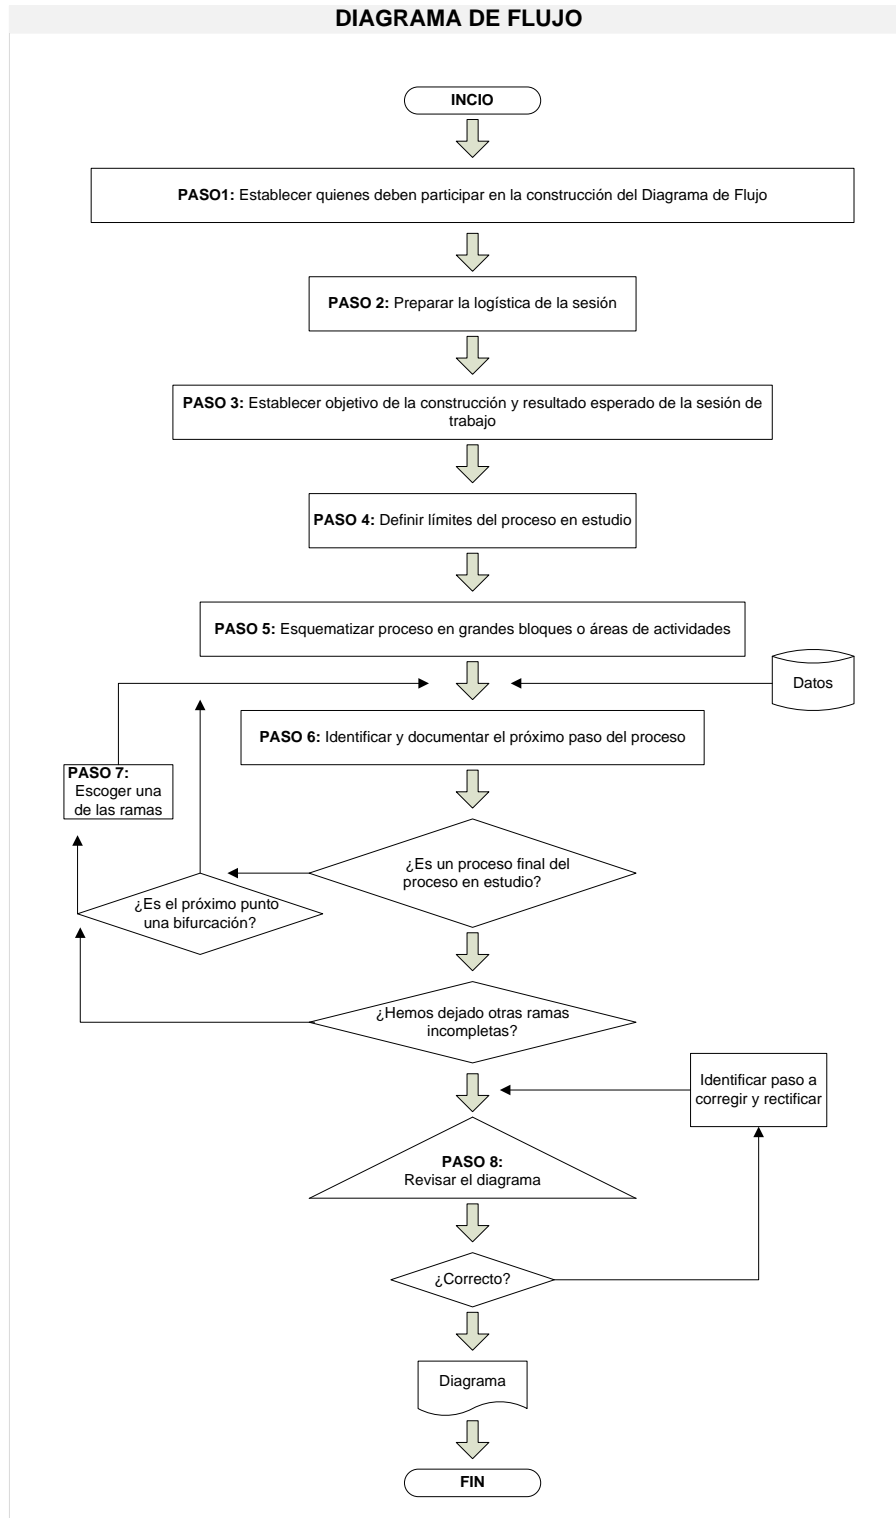 DIAGRAMA DE FLUJO
INCIO
PASO1: Establecer quienes deben participar en la construcción del Diagrama de Flujo
PASO 2: Preparar la logística de la sesión
PASO 3: Establecer objetivo de la construcción y resultado esperado de la sesión de
trabajo
PASO 4: Definir límites del proceso en estudio
PASO 5: Esquematizar proceso en grandes bloques o áreas de actividades
Datos
PASO 6: Identificar y documentar el próximo paso del proceso
PASO 7:
Escoger una
de las ramas
¿Es un proceso final del
proceso en estudio?
¿Es el próximo punto
una bifurcación?
¿Hemos dejado otras ramas
incompletas?
Identificar paso a
corregir y rectificar
PASO 8:
Revisar el diagrama
¿Correcto?
Diagrama
FIN